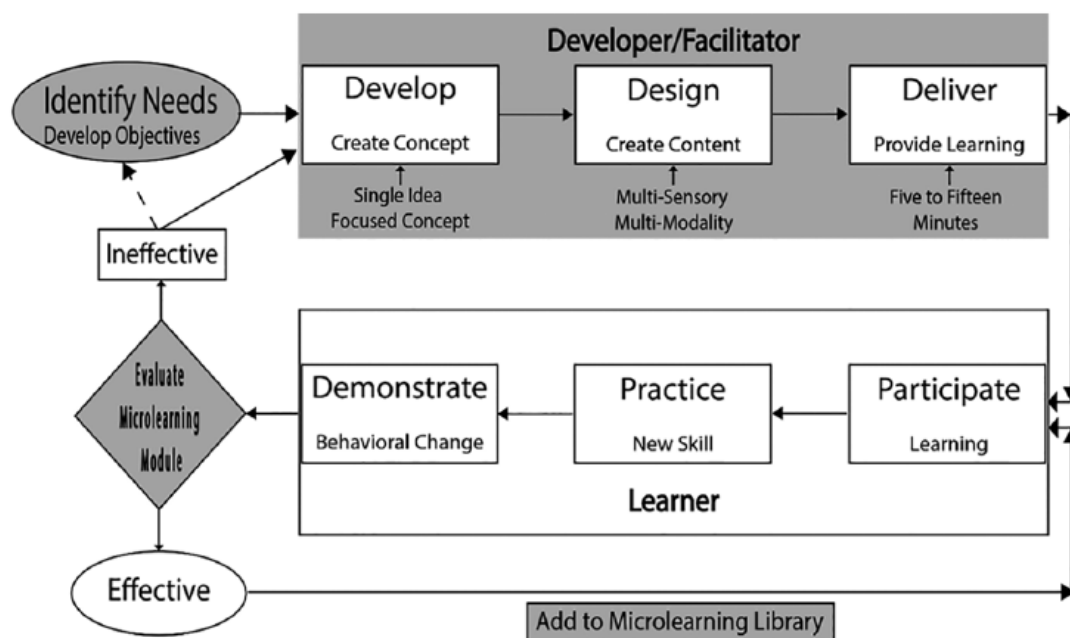 Developer/Facilitator
Identify Needs
Develop Objectives
Develop
Create Concept
Design
Create Content
Deliver
Provide Learning
Single Idea
Focused Concept
Multi-Sensory
Multi-Modality
Five to Fifteen
Minutes
Ineffective
Evaluate
Microlearning
Module
Demonstrate
Behavioral Change
Practice
New Skill
Participate
Learning
Learner
Effective
Add to Microlearning Library